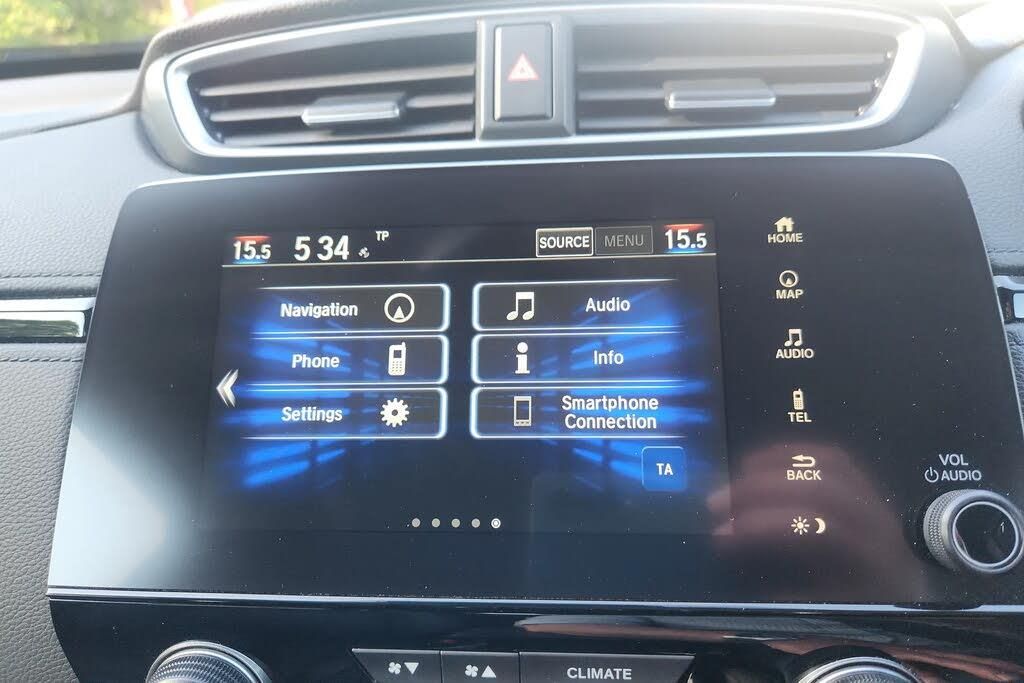 15.5 5 34 TP SOURCE MENU 15.5
Navigation
Audio
Phone
Info
Settings
Smartphone
Connection
TA
HOME
MAP
AUDIO
TEL
BACK
VOL
AUDIO
CLIMATE